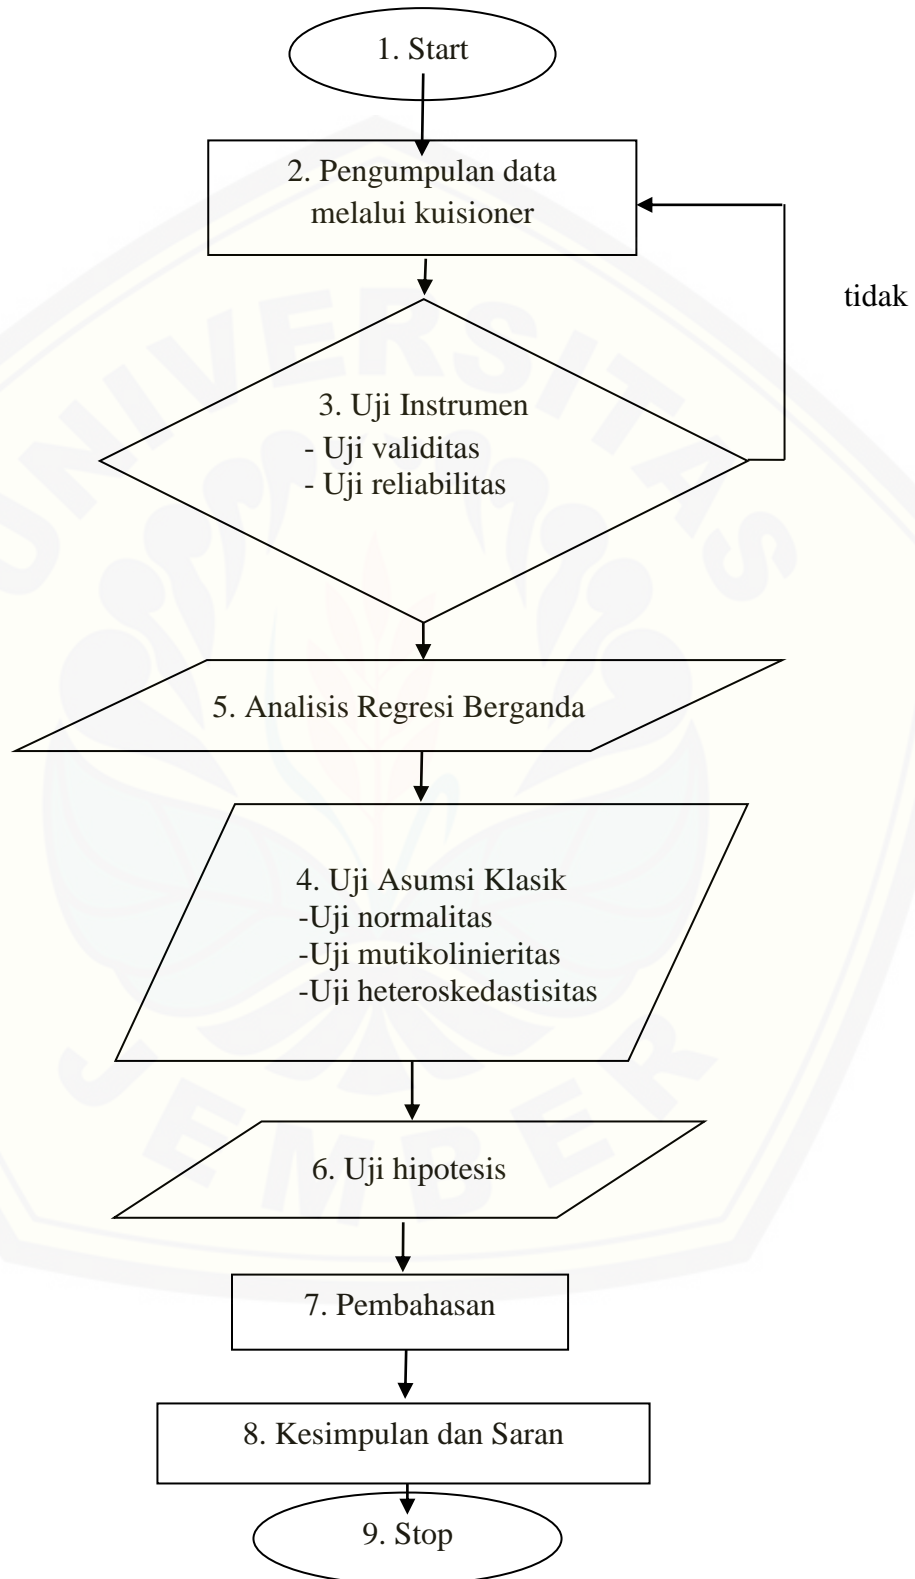 1. Start
2. Pengumpulan data
melalui kuisioner
tidak
3. Uji Instrumen
- Uji validitas
- Uji reliabilitas
5. Analisis Regresi Berganda
4. Uji Asumsi Klasik
-Uji normalitas
-Uji mutikolinieritas
-Uji heteroskedastisitas
6. Uji hipotesis
7. Pembahasan
8. Kesimpulan dan Saran
9. Stop
UNIVERSITAS
JEMBER